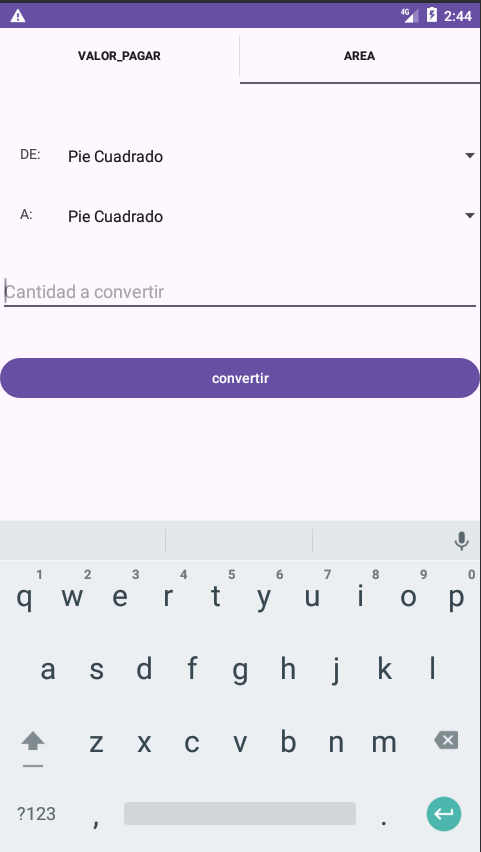 4G 2:44
VALOR_PAGAR AREA
DE: Pie Cuadrado
A: Pie Cuadrado
Cantidad a convertir
convertir
1 2 3 4 5 6 7 8 9 0
q w e r t y u i o p
a s d f g h j k l
z x c v b n m
?123 , .